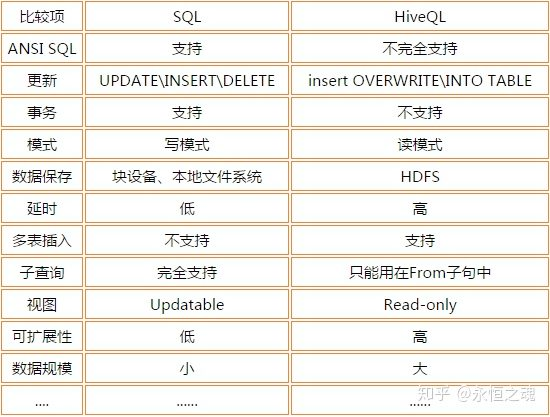 比较项 SQL HiveQL
ANSI SQL 支持 不完全支持
更新 UPDATE\INSERT\DELETE insert OVERWRITE\INTO TABLE
事务 支持 不支持
模式 写模式 读模式
数据保存 块设备、本地文件系统 HDFS
延时 低 高
多表插入 不支持 支持
子查询 完全支持 只能用在From子句中
视图 Updatable Read-only
可扩展性 低 高
数据规模 小 大
.... ...... ......
知乎 @永恒之魂